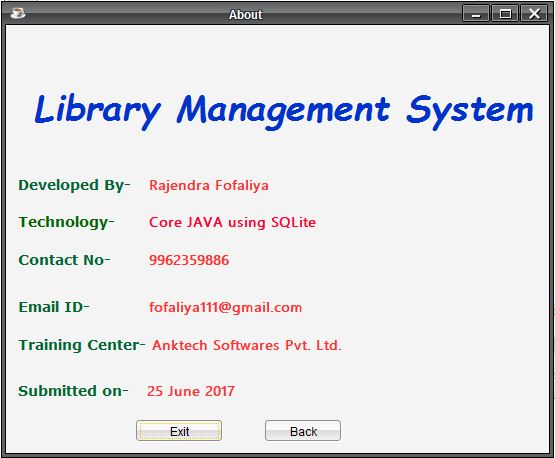 About
Library Management System
Developed By- Rajendra Fofaliya
Technology- Core JAVA using SQLite
Contact No- 9962359886
Email ID- fofaliya111@gmail.com
Training Center- Anktech Softwares Pvt. Ltd.
Submitted on- 25 June 2017
Exit Back